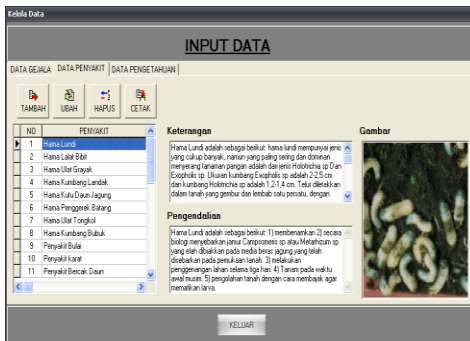 Kelola Data
INPUT DATA
DATA GEJALA DATA PENYAKIT DATA PENGETAHUAN
TAMBAH UBAH HAPUS CETAK
NO PENYAKIT
1 Hama Lundi
2 Hama Lalat Bibit
3 Hama Ulat Grayak
4 Hama Kumbang Landak
5 Hama Kutu Daun Jagung
6 Hama Penggerek Batang
7 Hama Ulat Tongkol
8 Hama Kumbang Bubuk
9 Penyakit Bulai
10 Penyakit karat
11 Penyakit Bercak Daun
Keterangan
Hama Lundi adalah sebagai berikut: hama lundi mempunyai jenis
yang cukup banyak, namun yang paling sering dan dominan
menyerang tanaman pangan adalah dari jenis Holotrichia sp Dan
Exopholis sp. Ukuran kumbang Exopholis sp adalah 2-2,5 cm
dan kumbang Holotrichia sp adalah 1,2-1,4 cm. Telur diletakkan
dalam tanah yang gembur dan lembab satu persatu, dengan
Pengendalian
Hama Lundi adalah sebagai berikut: 1) membenamkan 2) secara
biologi menyebarkan jamur Campsomeris sp atau Metarhizum sp
yang telah dibiakkan pada media beras jagung yang telah
disebarkan pada permukaan tanah. 3) melakukan
penggenangan lahan selama tiga hari. 4) Tanam pada waktu
awal musim. 5) pengolahan tanah dengan cara membajak agar
mematikan larva.
Gambar
KELUAR